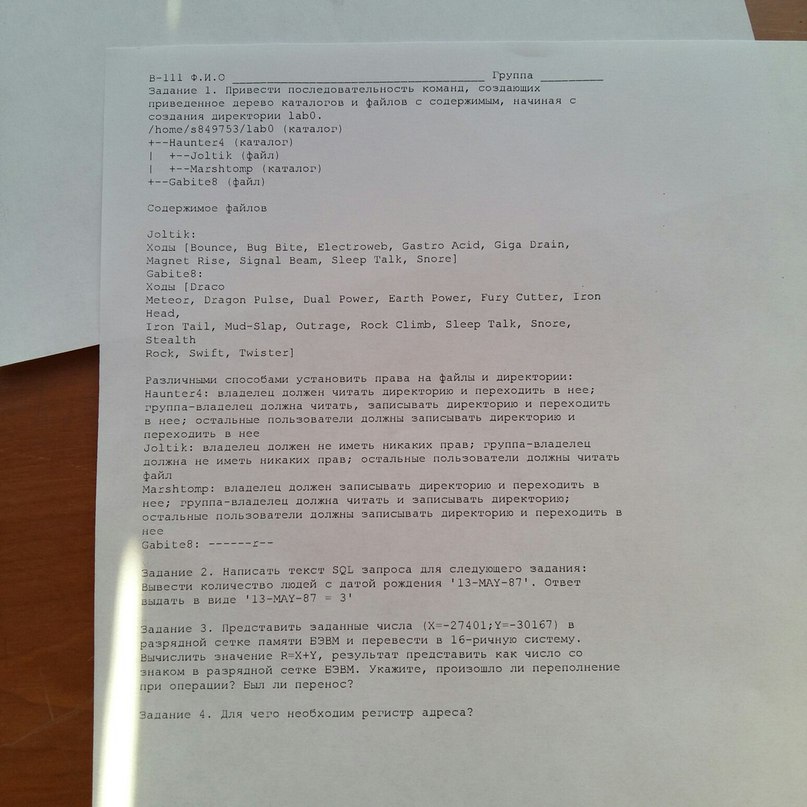 В-111 Ф.И.О ____________________________________ Группа _________
Задание 1. Привести последовательность команд, создающих
приведенное дерево каталогов и файлов с содержимым, начиная с
создания директории lab0.
/home/s849753/lab0 (каталог)
+--Haunter4 (каталог)
|  +--Joltik (файл)
|  +--Marshtomp (каталог)
+--Gabite8 (файл)
Содержимое файлов
Joltik:
Ходы [Bounce, Bug Bite, Electroweb, Gastro Acid, Giga Drain,
Magnet Rise, Signal Beam, Sleep Talk, Snore]
Gabite8:
Ходы [Draco
Meteor, Dragon Pulse, Dual Power, Earth Power, Fury Cutter, Iron
Head,
Iron Tail, Mud-Slap, Outrage, Rock Climb, Sleep Talk, Snore,
Stealth
Rock, Swift, Twister]
Различными способами установить права на файлы и директории:
Haunter4: владелец должен читать директорию и переходить в нее;
группа-владелец должна читать, записывать директорию и переходить
в нее; остальные пользователи должны записывать директорию и
переходить в нее
Joltik: владелец должен не иметь никаких прав; группа-владелец
должна не иметь никаких прав; остальные пользователи должны читать
файл
Marshtomp: владелец должен записывать директорию и переходить в
нее; группа-владелец должна читать и записывать директорию;
остальные пользователи должны записывать директорию и переходить в
нее
Gabite8: ------r--
Задание 2. Написать текст SQL запроса для следующего задания:
Вывести количество людей с датой рождения '13-MAY-87'. Ответ
выдать в виде '13-MAY-87 = 3'
Задание 3. Представить заданные числа (X=-27401;Y=-30167) в
разрядной сетке памяти БЭВМ и перевести в 16-ричную систему.
Вычислить значение R=X+Y, результат представить как число со
знаком в разрядной сетке БЭВМ. Укажите, произошло ли переполнение
при операции? Был ли перенос?
Задание 4. Для чего необходим регистр адреса?